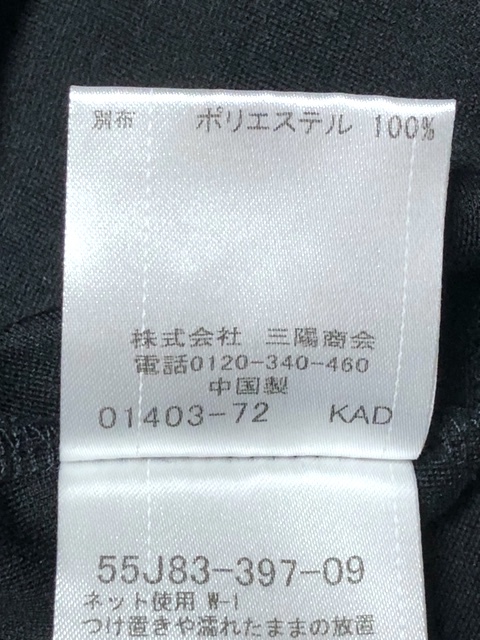 別布 ポリエステル 100%
株式会社 三陽商会
電話0120-340-460
中国製
01403-72 KAD
55J83-397-09
ネット使用 W-1
つけ置きや濡れたままの放置